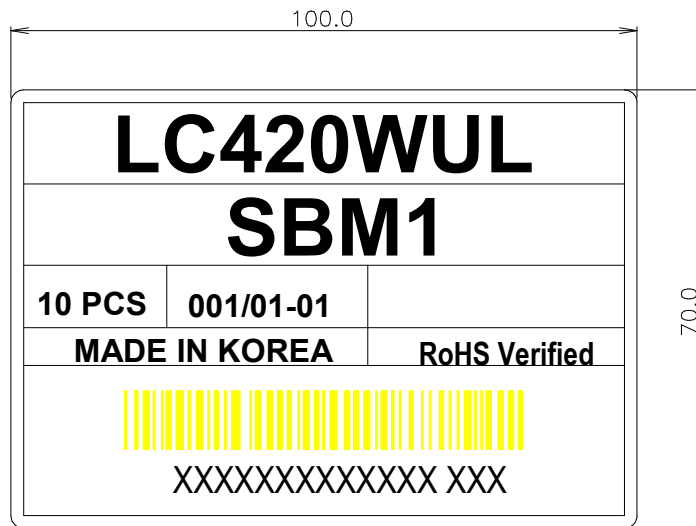 100.0
LC420WUL
SBM1
10 PCS 001/01-01
70.0
MADE IN KOREA RoHS Verified
XXXXXXXXXXXXX XXX